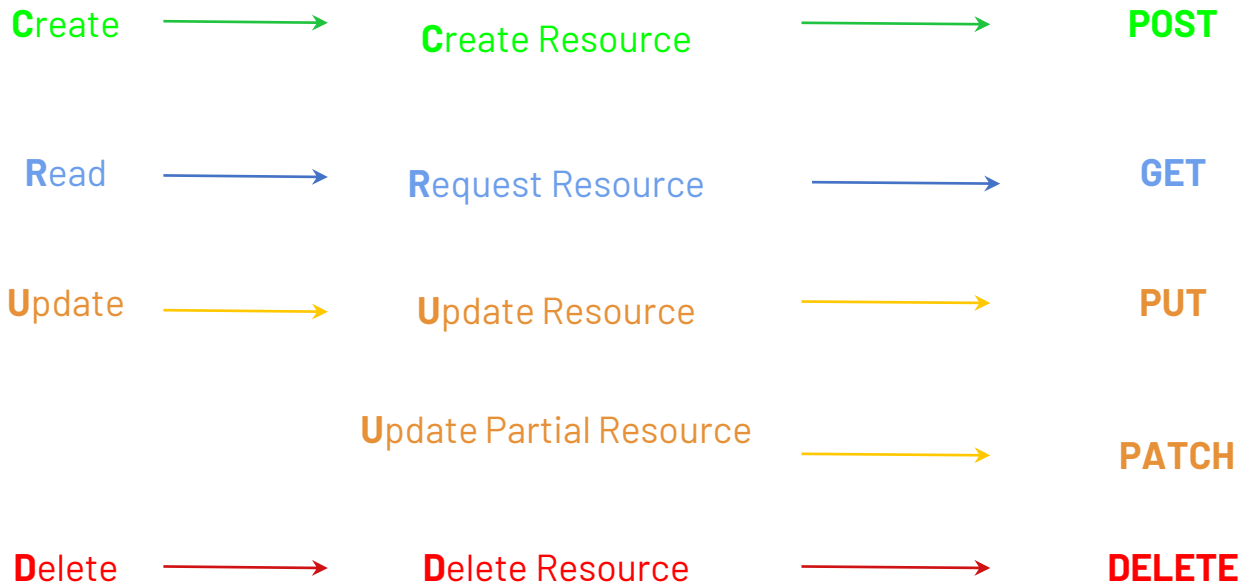 Create
Create Resource
POST
Read
Request Resource
GET
Update
Update Resource
PUT
Update Partial Resource
PATCH
Delete
Delete Resource
DELETE